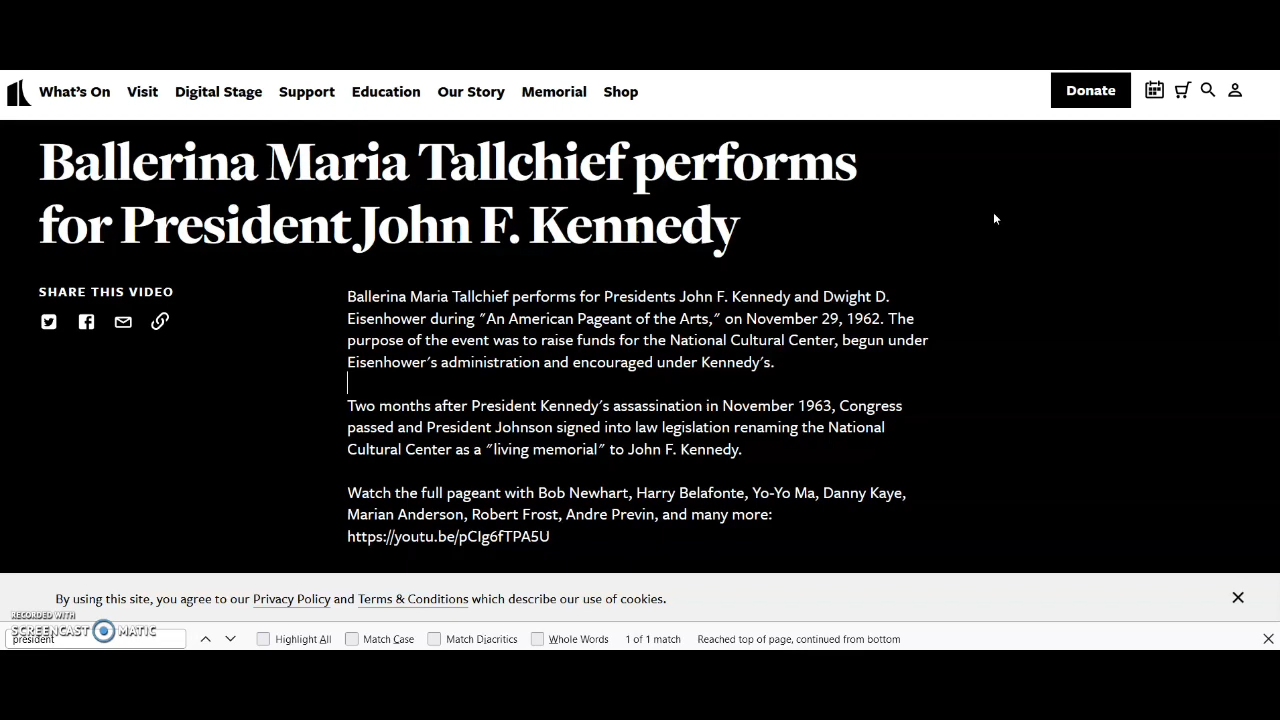 What's On Visit Digital Stage Support Education Our Story Memorial Shop Donate
Ballerina Maria Tallchief performs
for President John F. Kennedy
SHARE THIS VIDEO
Ballerina Maria Tallchief performs for Presidents John F. Kennedy and Dwight D.
Eisenhower during "An American Pageant of the Arts," on November 29, 1962. The
purpose of the event was to raise funds for the National Cultural Center, begun under
Eisenhower's administration and encouraged under Kennedy's.
Two months after President Kennedy's assassination in November 1963, Congress
passed and President Johnson signed into law legislation renaming the National
Cultural Center as a "living memorial" to John F. Kennedy.
Watch the full pageant with Bob Newhart, Harry Belafonte, Yo-Yo Ma, Danny Kaye,
Marian Anderson, Robert Frost, Andre Previn, and many more:
https://youtu.be/pCIg6fTPA5U
By using this site, you agree to our Privacy Policy and Terms & Conditions which describe our use of cookies.
RECORDED WITH
SCREENCAST MATIC
president Highlight All Match Case Match Diacritics Whole Words 1 of 1 match Reached top of page, continued from bottom